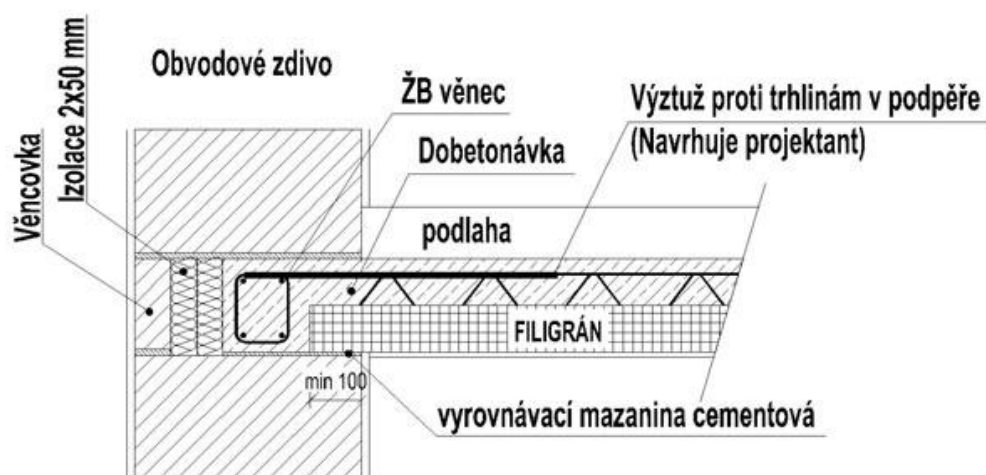 Obvodové zdivo
Věncovka
Izolace 2x50 mm
ŽB věnec
Výztuž proti trhlinám v podpěře
(Navrhuje projektant)
Dobetonávka
podlaha
FILIGRÁN
min 100
vyrovnávací mazanina cementová